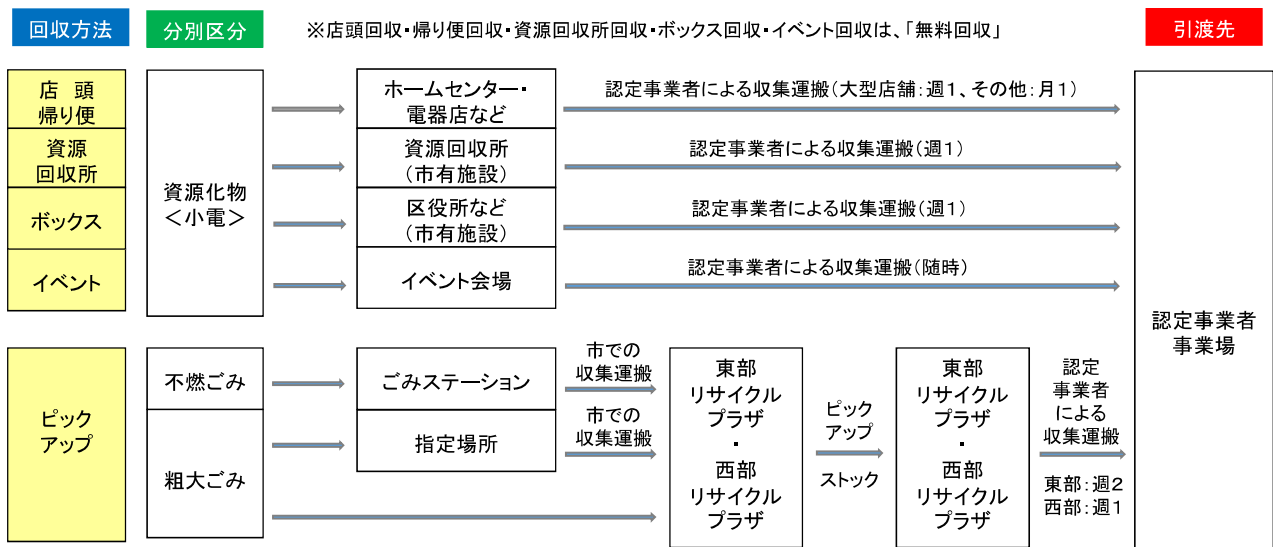 回収方法
分別区分
※店頭回収・帰り便回収・資源回収所回収・ボックス回収・イベント回収は、「無料回収」
引渡先
店 頭
帰り便
資源
回収所
ボックス
イベント
資源化物
＜小電＞
ホームセンター・
電器店など
資源回収所
(市有施設)
区役所など
(市有施設)
イベント会場
認定事業者による収集運搬(大型店舗:週1、その他:月1)
認定事業者による収集運搬(週1)
認定事業者による収集運搬(週1)
認定事業者による収集運搬(随時)
認定事業者
事業場
ピック
アップ
不燃ごみ
粗大ごみ
ごみステーション
指定場所
市での
収集運搬
市での
収集運搬
東部
リサイクル
プラザ
・
西部
リサイクル
プラザ
ピック
アップ
ストック
東部
リサイクル
プラザ
・
西部
リサイクル
プラザ
認定
事業者
による
収集運搬
東部:週2
西部:週1